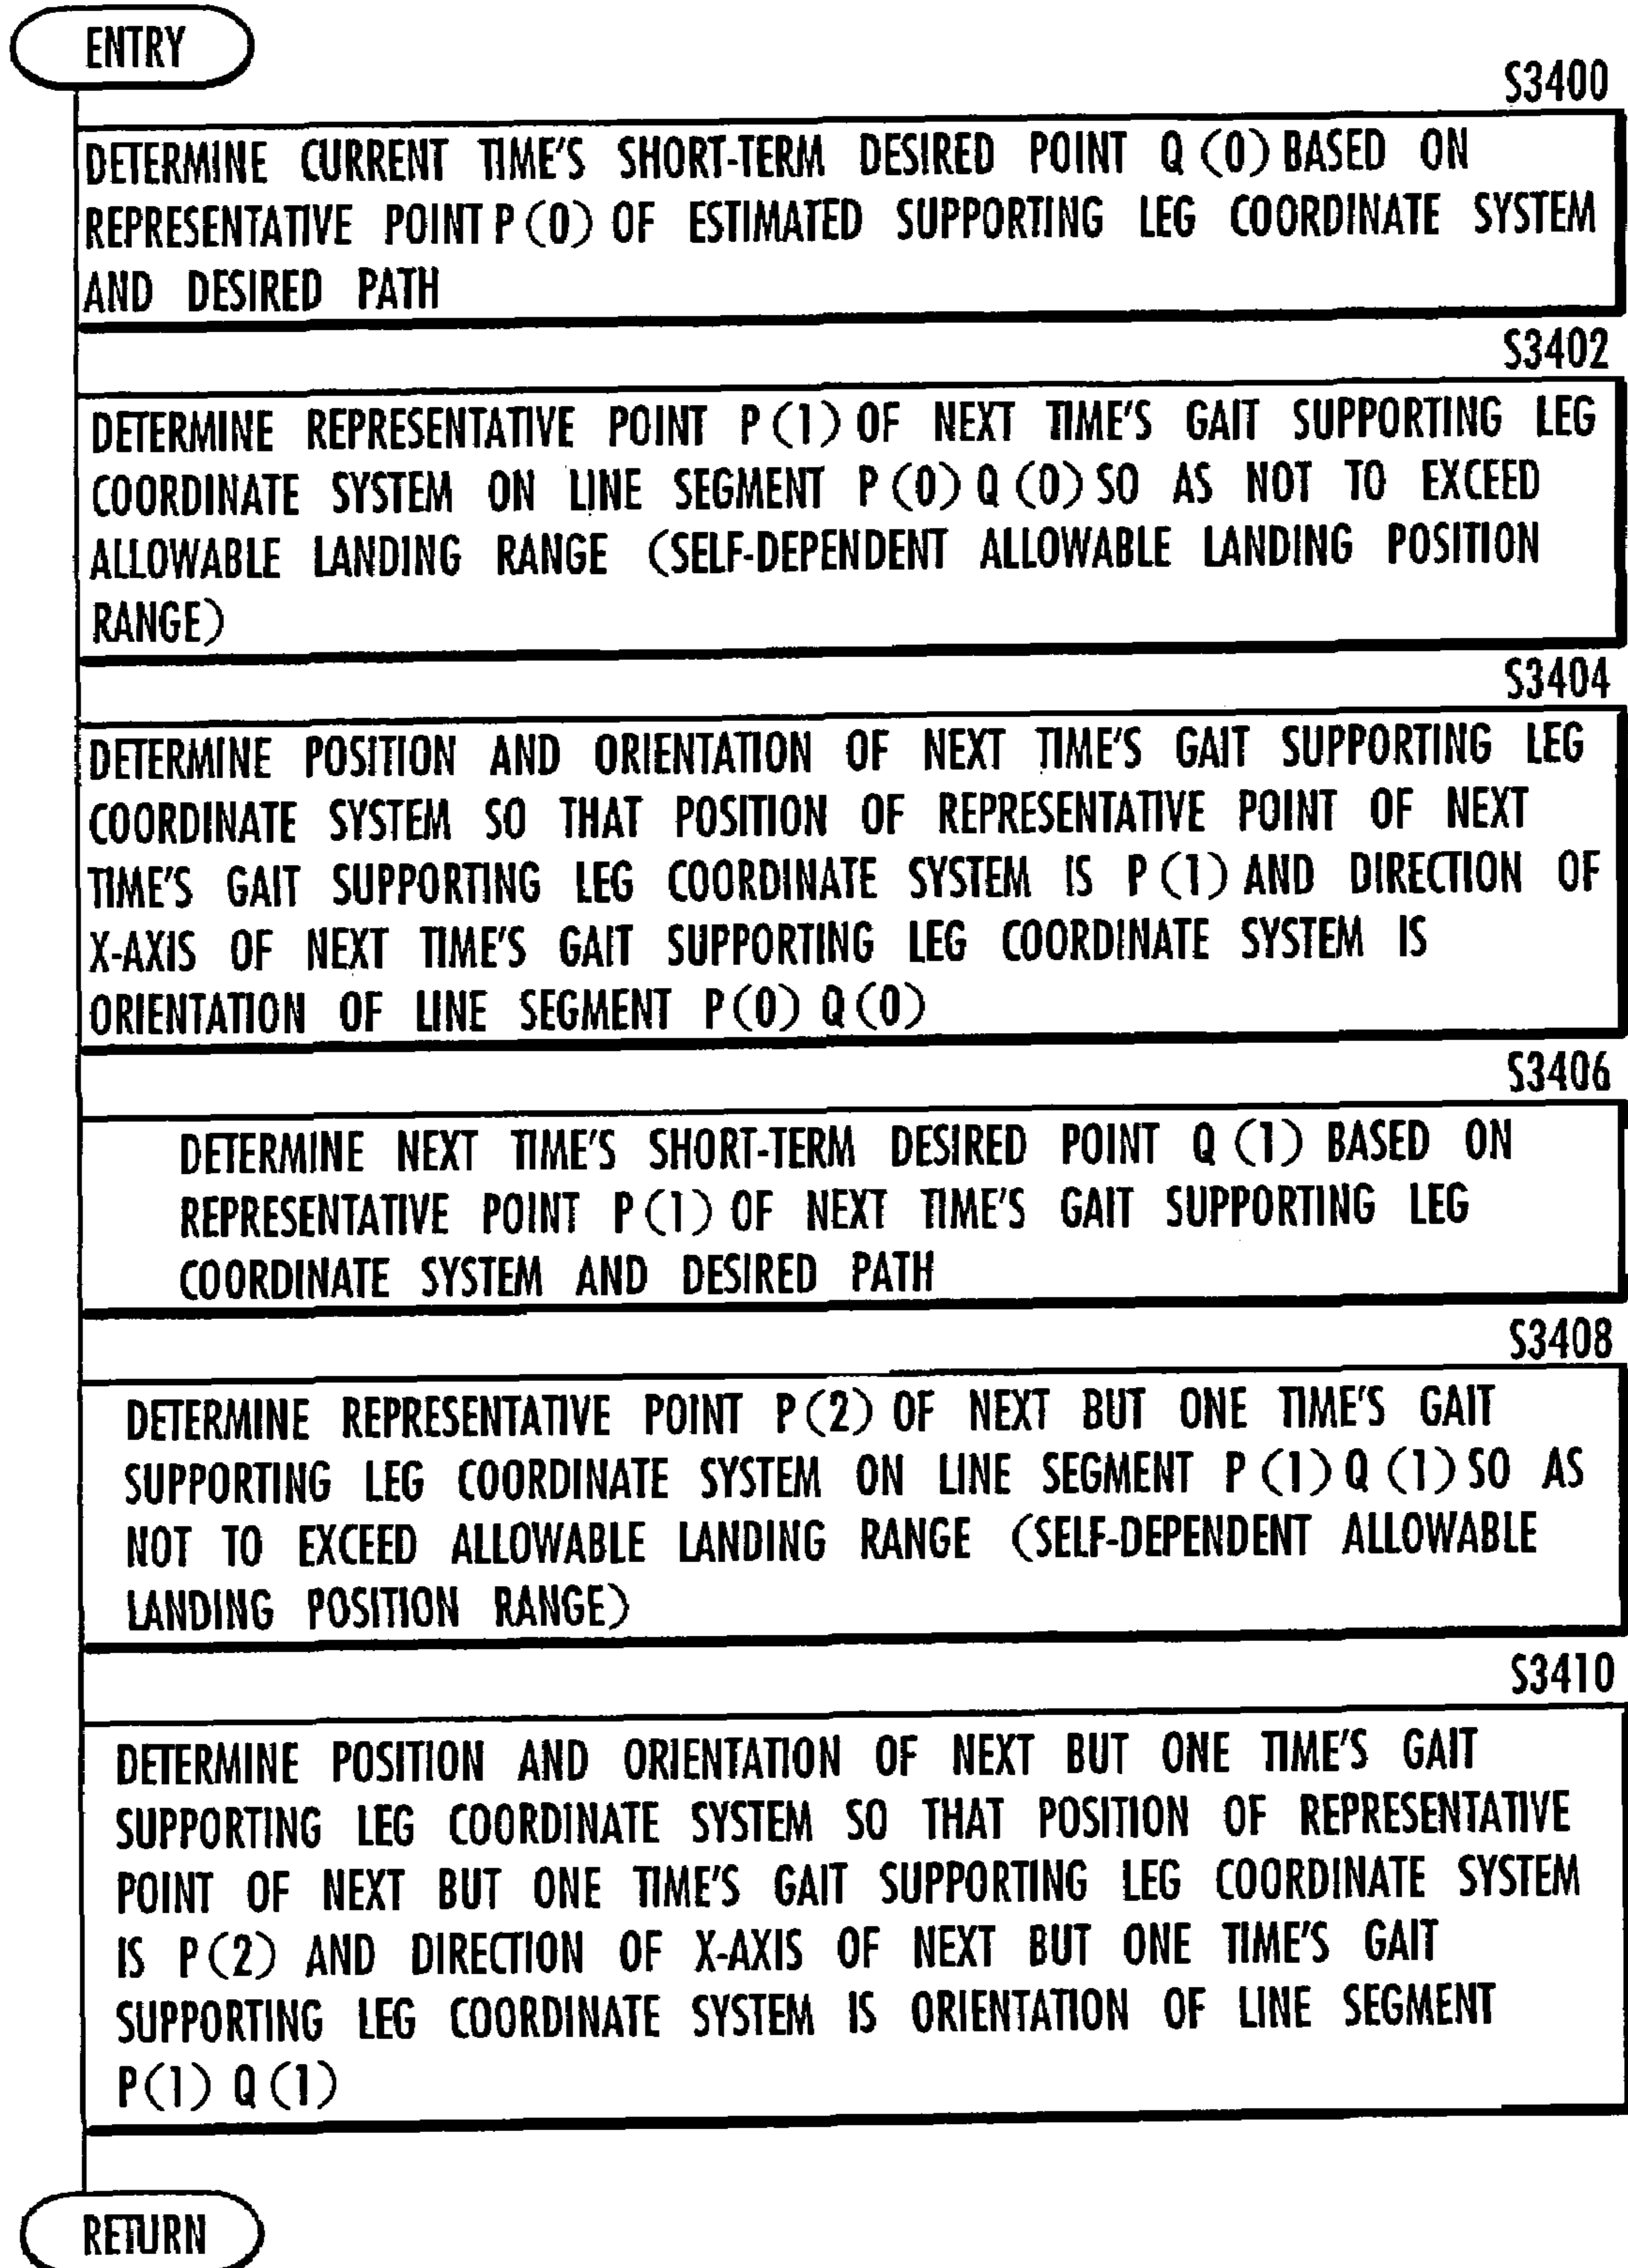 ENTRY
S3400
DETERMINE CURRENT TIME'S SHORT-TERM DESIRED POINT Q(0) BASED ON
REPRESENTATIVE POINT P(0) OF ESTIMATED SUPPORTING LEG COORDINATE SYSTEM
AND DESIRED PATH
S3402
DETERMINE REPRESENTATIVE POINT P(1) OF NEXT TIME'S GAIT SUPPORTING LEG
COORDINATE SYSTEM ON LINE SEGMENT P(0) Q(0) SO AS NOT TO EXCEED
ALLOWABLE LANDING RANGE (SELF-DEPENDENT ALLOWABLE LANDING POSITION
RANGE)
S3404
DETERMINE POSITION AND ORIENTATION OF NEXT TIME'S GAIT SUPPORTING LEG
COORDINATE SYSTEM SO THAT POSITION OF REPRESENTATIVE POINT OF NEXT
TIME'S GAIT SUPPORTING LEG COORDINATE SYSTEM IS P(1) AND DIRECTION OF
X-AXIS OF NEXT TIME'S GAIT SUPPORTING LEG COORDINATE SYSTEM IS
ORIENTATION OF LINE SEGMENT P(0) Q(0)
S3406
DETERMINE NEXT TIME'S SHORT-TERM DESIRED POINT Q(1) BASED ON
REPRESENTATIVE POINT P(1) OF NEXT TIME'S GAIT SUPPORTING LEG
COORDINATE SYSTEM AND DESIRED PATH
S3408
DETERMINE REPRESENTATIVE POINT P(2) OF NEXT BUT ONE TIME'S GAIT
SUPPORTING LEG COORDINATE SYSTEM ON LINE SEGMENT P(1) Q(1) SO AS
NOT TO EXCEED ALLOWABLE LANDING RANGE (SELF-DEPENDENT ALLOWABLE
LANDING POSITION RANGE)
S3410
DETERMINE POSITION AND ORIENTATION OF NEXT BUT ONE TIME'S GAIT
SUPPORTING LEG COORDINATE SYSTEM SO THAT POSITION OF REPRESENTATIVE
POINT OF NEXT BUT ONE TIME'S GAIT SUPPORTING LEG COORDINATE SYSTEM
IS P(2) AND DIRECTION OF X-AXIS OF NEXT BUT ONE TIME'S GAIT
SUPPORTING LEG COORDINATE SYSTEM IS ORIENTATION OF LINE SEGMENT
P(1) Q(1)
RETURN